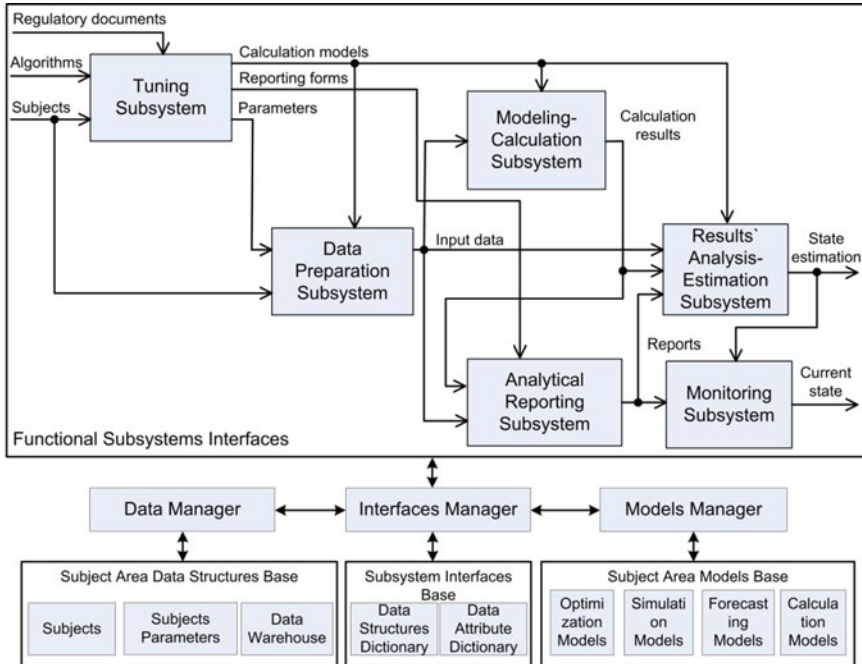 Regulatory documents
Algorithms
Subjects
Tuning
Subsystem
Calculation models
Reporting forms
Parameters
Modeling-
Calculation
Subsystem
Calculation
results
Data
Preparation
Subsystem
Input data
Results`
Analysis-
Estimation
Subsystem
State
estimation
Analytical
Reporting
Subsystem
Reports
Monitoring
Subsystem
Current
state
Functional Subsystems Interfaces
Data Manager
Interfaces Manager
Models Manager
Subject Area Data Structures Base
Subjects
Subjects
Parameters
Data
Warehouse
Subsystem Interfaces
Base
Data
Structures
Dictionary
Data
Attribute
Dictionary
Subject Area Models Base
Optimi
zation
Models
Simulati
on
Models
Forecast
ing
Models
Calcula
tion
Models